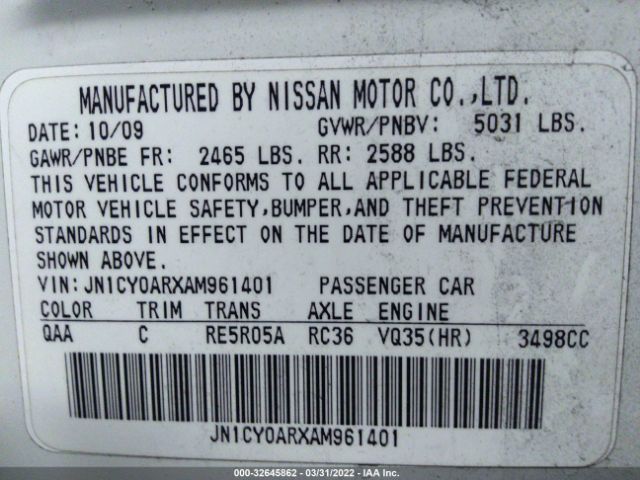 MANUFACTURED BY NISSAN MOTOR CO.,LTD.
DATE: 10/09 GVWR/PNBV: 5031 LBS.
GAWR/PNBE FR: 2465 LBS. RR: 2588 LBS.
THIS VEHICLE CONFORMS TO ALL APPLICABLE FEDERAL
MOTOR VEHICLE SAFETY,BUMPER,AND THEFT PREVENTION
STANDARDS IN EFFECT ON THE DATE OF MANUFACTURE
SHOWN ABOVE.
VIN: JN1CY0ARXAM961401 PASSENGER CAR
COLOR TRIM TRANS AXLE ENGINE
QAA C RE5R05A RC36 VQ35(HR) 3498CC
JN1CY0ARXAM961401
000-32645862 - 03/31/2022 - IAA Inc.